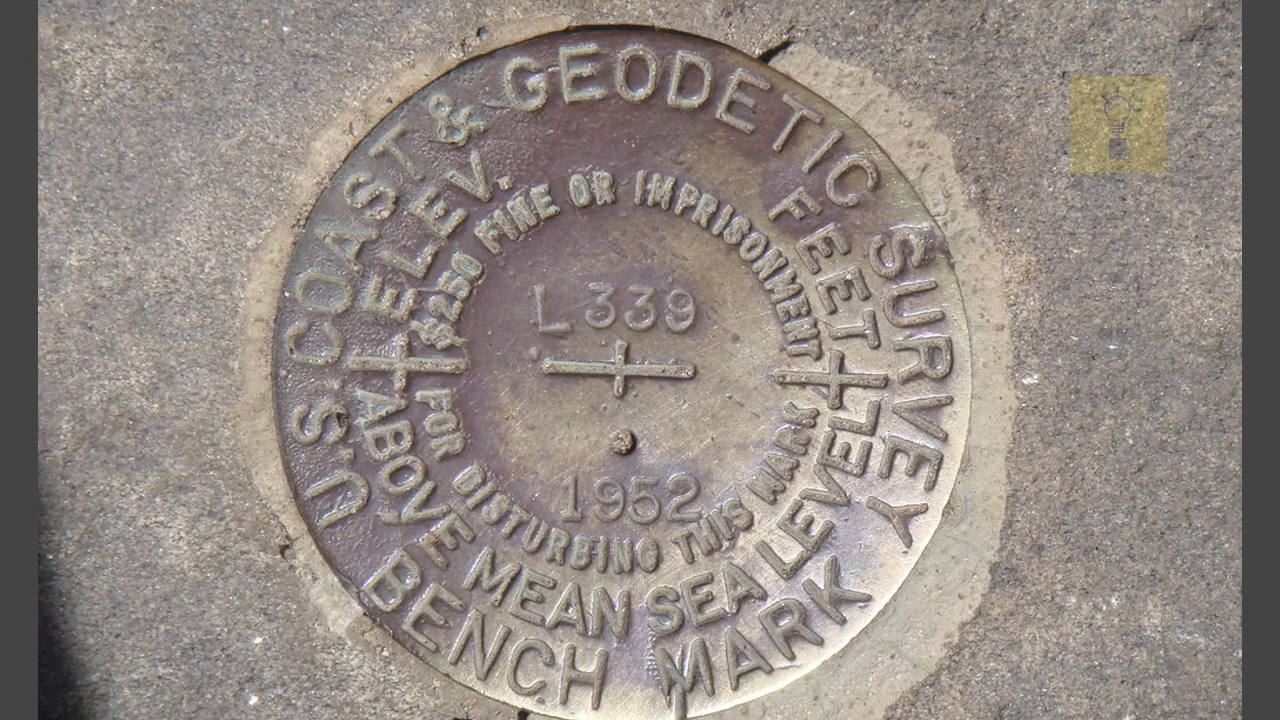 U.S. COAST & GEODETIC SURVEY
ELEV. FEET
$250 FINE OR IMPRISONMENT
L 339
1952
FOR DISTURBING THIS MARK
ABOVE MEAN SEA LEVEL
BENCH MARK